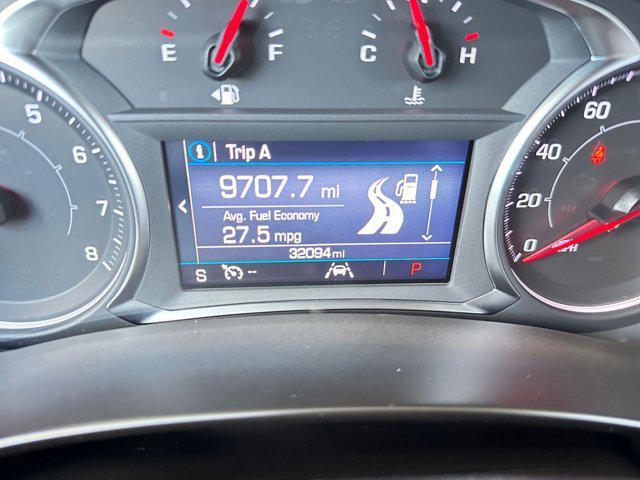 E F
C H
5
6
7
8
i Trip A
9707.7 mi
Avg. Fuel Economy
27.5 mpg
32094 mi
S -- P
60
40
20
0
MPH